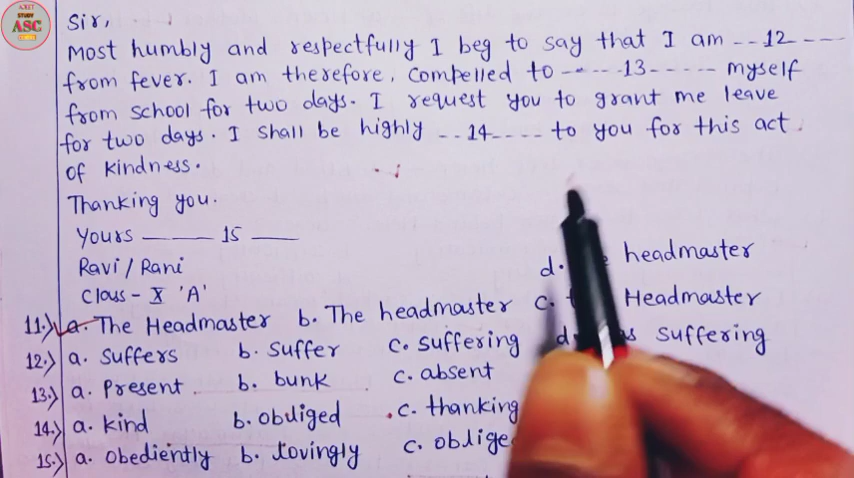 STUDY
ASC
Sir,
Most humbly and respectfully I beg to say that I am --12----
from fever. I am therefore, compelled to -----13------ myself
from school for two days. I request you to grant me leave
for two days. I shall be highly --14---- to you for this act
of kindness.
Thanking you.
Yours ——— 15 ———
Ravi / Rani
Class - X 'A'
11.) a. The Headmaster b. The headmaster c. Headmaster d. headmaster
12.) a. Suffers b. Suffer c. suffering d. suffering
13.) a. Present b. bunk c. absent
14.) a. kind b. obliged c. thanking
15.) a. obediently b. lovingly c.